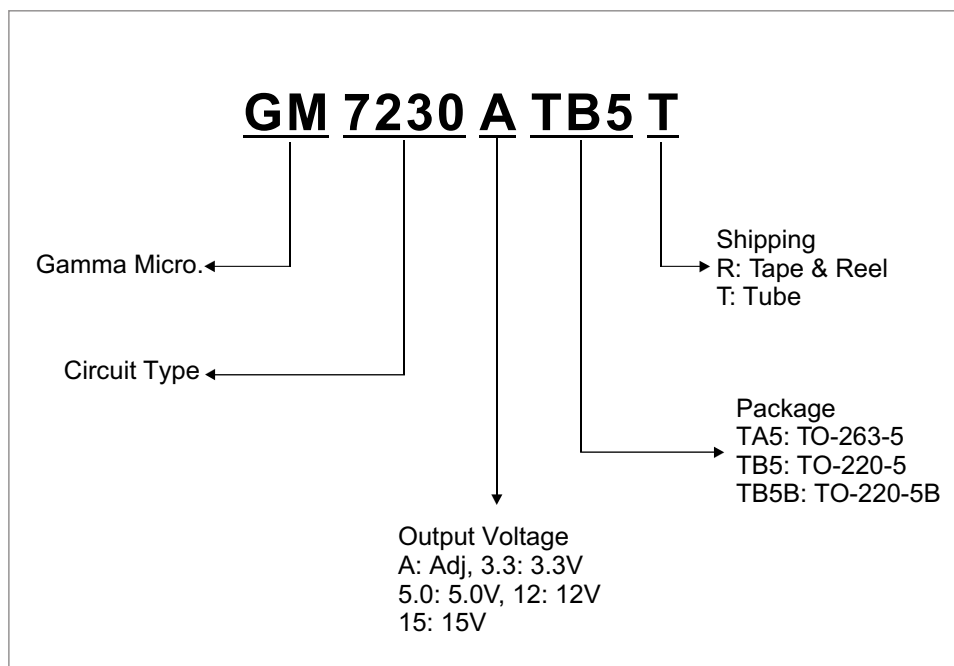 GM 7230 A TB5 T
Gamma Micro.
Shipping
R: Tape & Reel
T: Tube
Circuit Type
Package
TA5: TO-263-5
TB5: TO-220-5
TB5B: TO-220-5B
Output Voltage
A: Adj, 3.3: 3.3V
5.0: 5.0V, 12: 12V
15: 15V